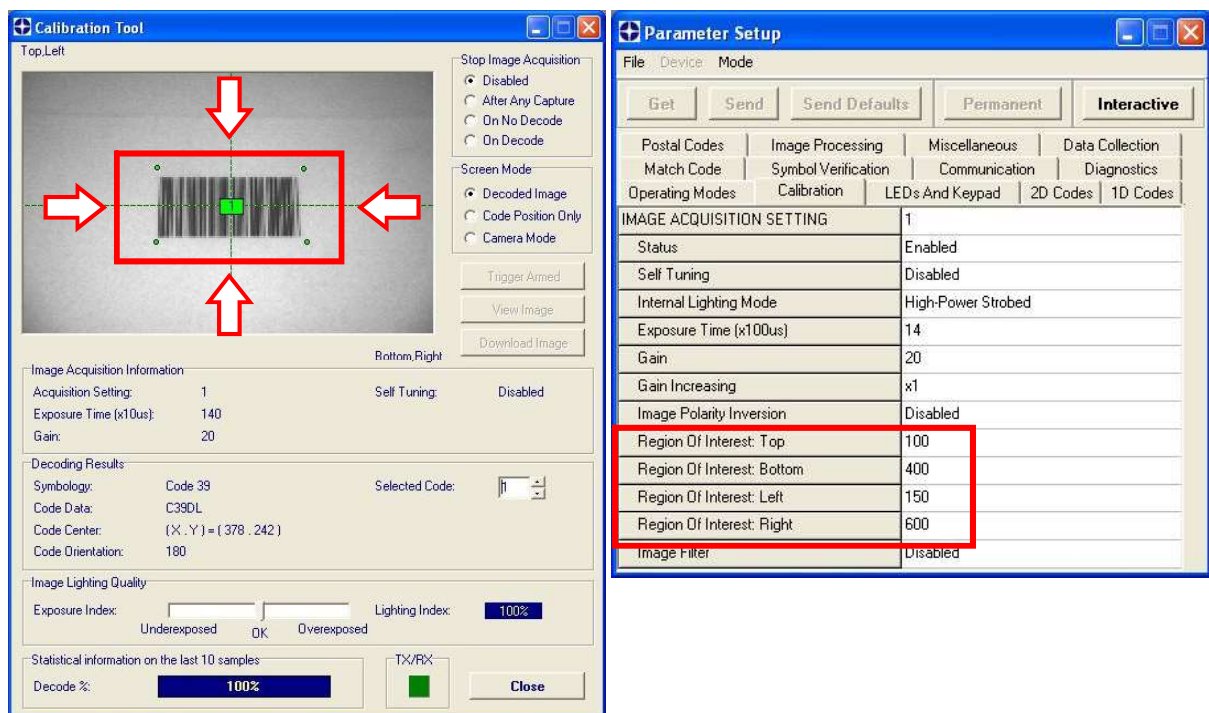 Calibration Tool
Top,Left
Stop Image Acquisition
Disabled
After Any Capture
On No Decode
On Decode
Screen Mode
Decoded Image
Code Position Only
Camera Mode
Trigger Armed
View Image
Download Image
1
Bottom,Right
Image Acquisition Information
Acquisition Setting: 1 Self Tuning: Disabled
Exposure Time (x10us): 140
Gain: 20
Decoding Results
Symbology: Code 39 Selected Code: 1
Code Data: C39DL
Code Center: ( X . Y ) = ( 378 . 242 )
Code Orientation: 180
Image Lighting Quality
Exposure Index: Lighting Index: 100%
Underexposed OK Overexposed
Statistical information on the last 10 samples
TX/RX
Decode %: 100%
Close
Parameter Setup
File Device Mode
Get Send Send Defaults Permanent Interactive
Postal Codes Image Processing Miscellaneous Data Collection
Match Code Symbol Verification Communication Diagnostics
Operating Modes Calibration LEDs And Keypad 2D Codes 1D Codes
IMAGE ACQUISITION SETTING 1
Status Enabled
Self Tuning Disabled
Internal Lighting Mode High-Power Strobed
Exposure Time (x100us) 14
Gain 20
Gain Increasing x1
Image Polarity Inversion Disabled
Region Of Interest: Top 100
Region Of Interest: Bottom 400
Region Of Interest: Left 150
Region Of Interest: Right 600
Image Filter Disabled